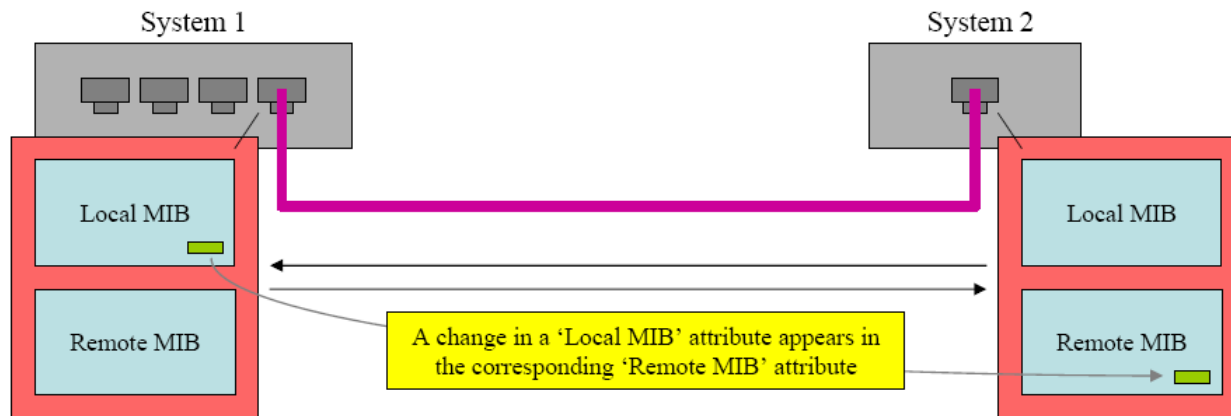 System 1
System 2
Local MIB
Local MIB
Remote MIB
A change in a ‘Local MIB’ attribute appears in
the corresponding ‘Remote MIB’ attribute
Remote MIB